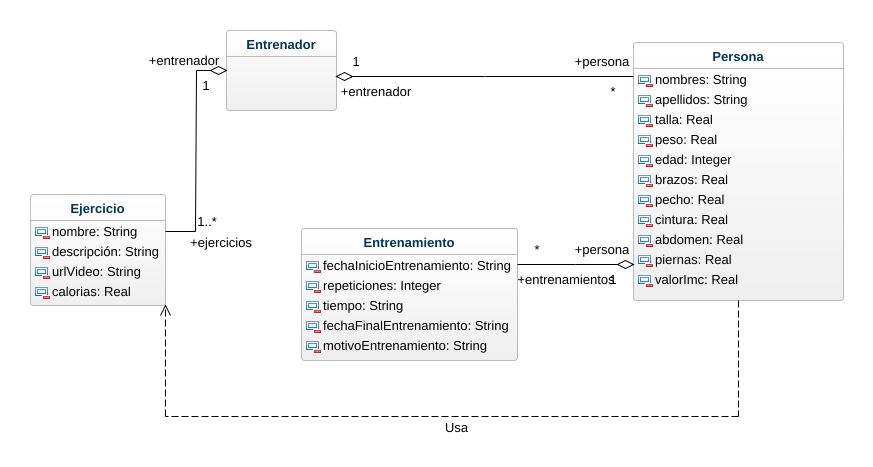 Entrenador
+entrenador
1
1
+entrenador
+persona
*
Persona
nombres: String
apellidos: String
talla: Real
peso: Real
edad: Integer
brazos: Real
pecho: Real
cintura: Real
abdomen: Real
piernas: Real
valorImc: Real
Ejercicio
nombre: String
descripción: String
urlVideo: String
calorias: Real
1..*
+ejercicios
Entrenamiento
fechaInicioEntrenamiento: String
repeticiones: Integer
tiempo: String
fechaFinalEntrenamiento: String
motivoEntrenamiento: String
*
+persona
+entrenamientos
1
Usa